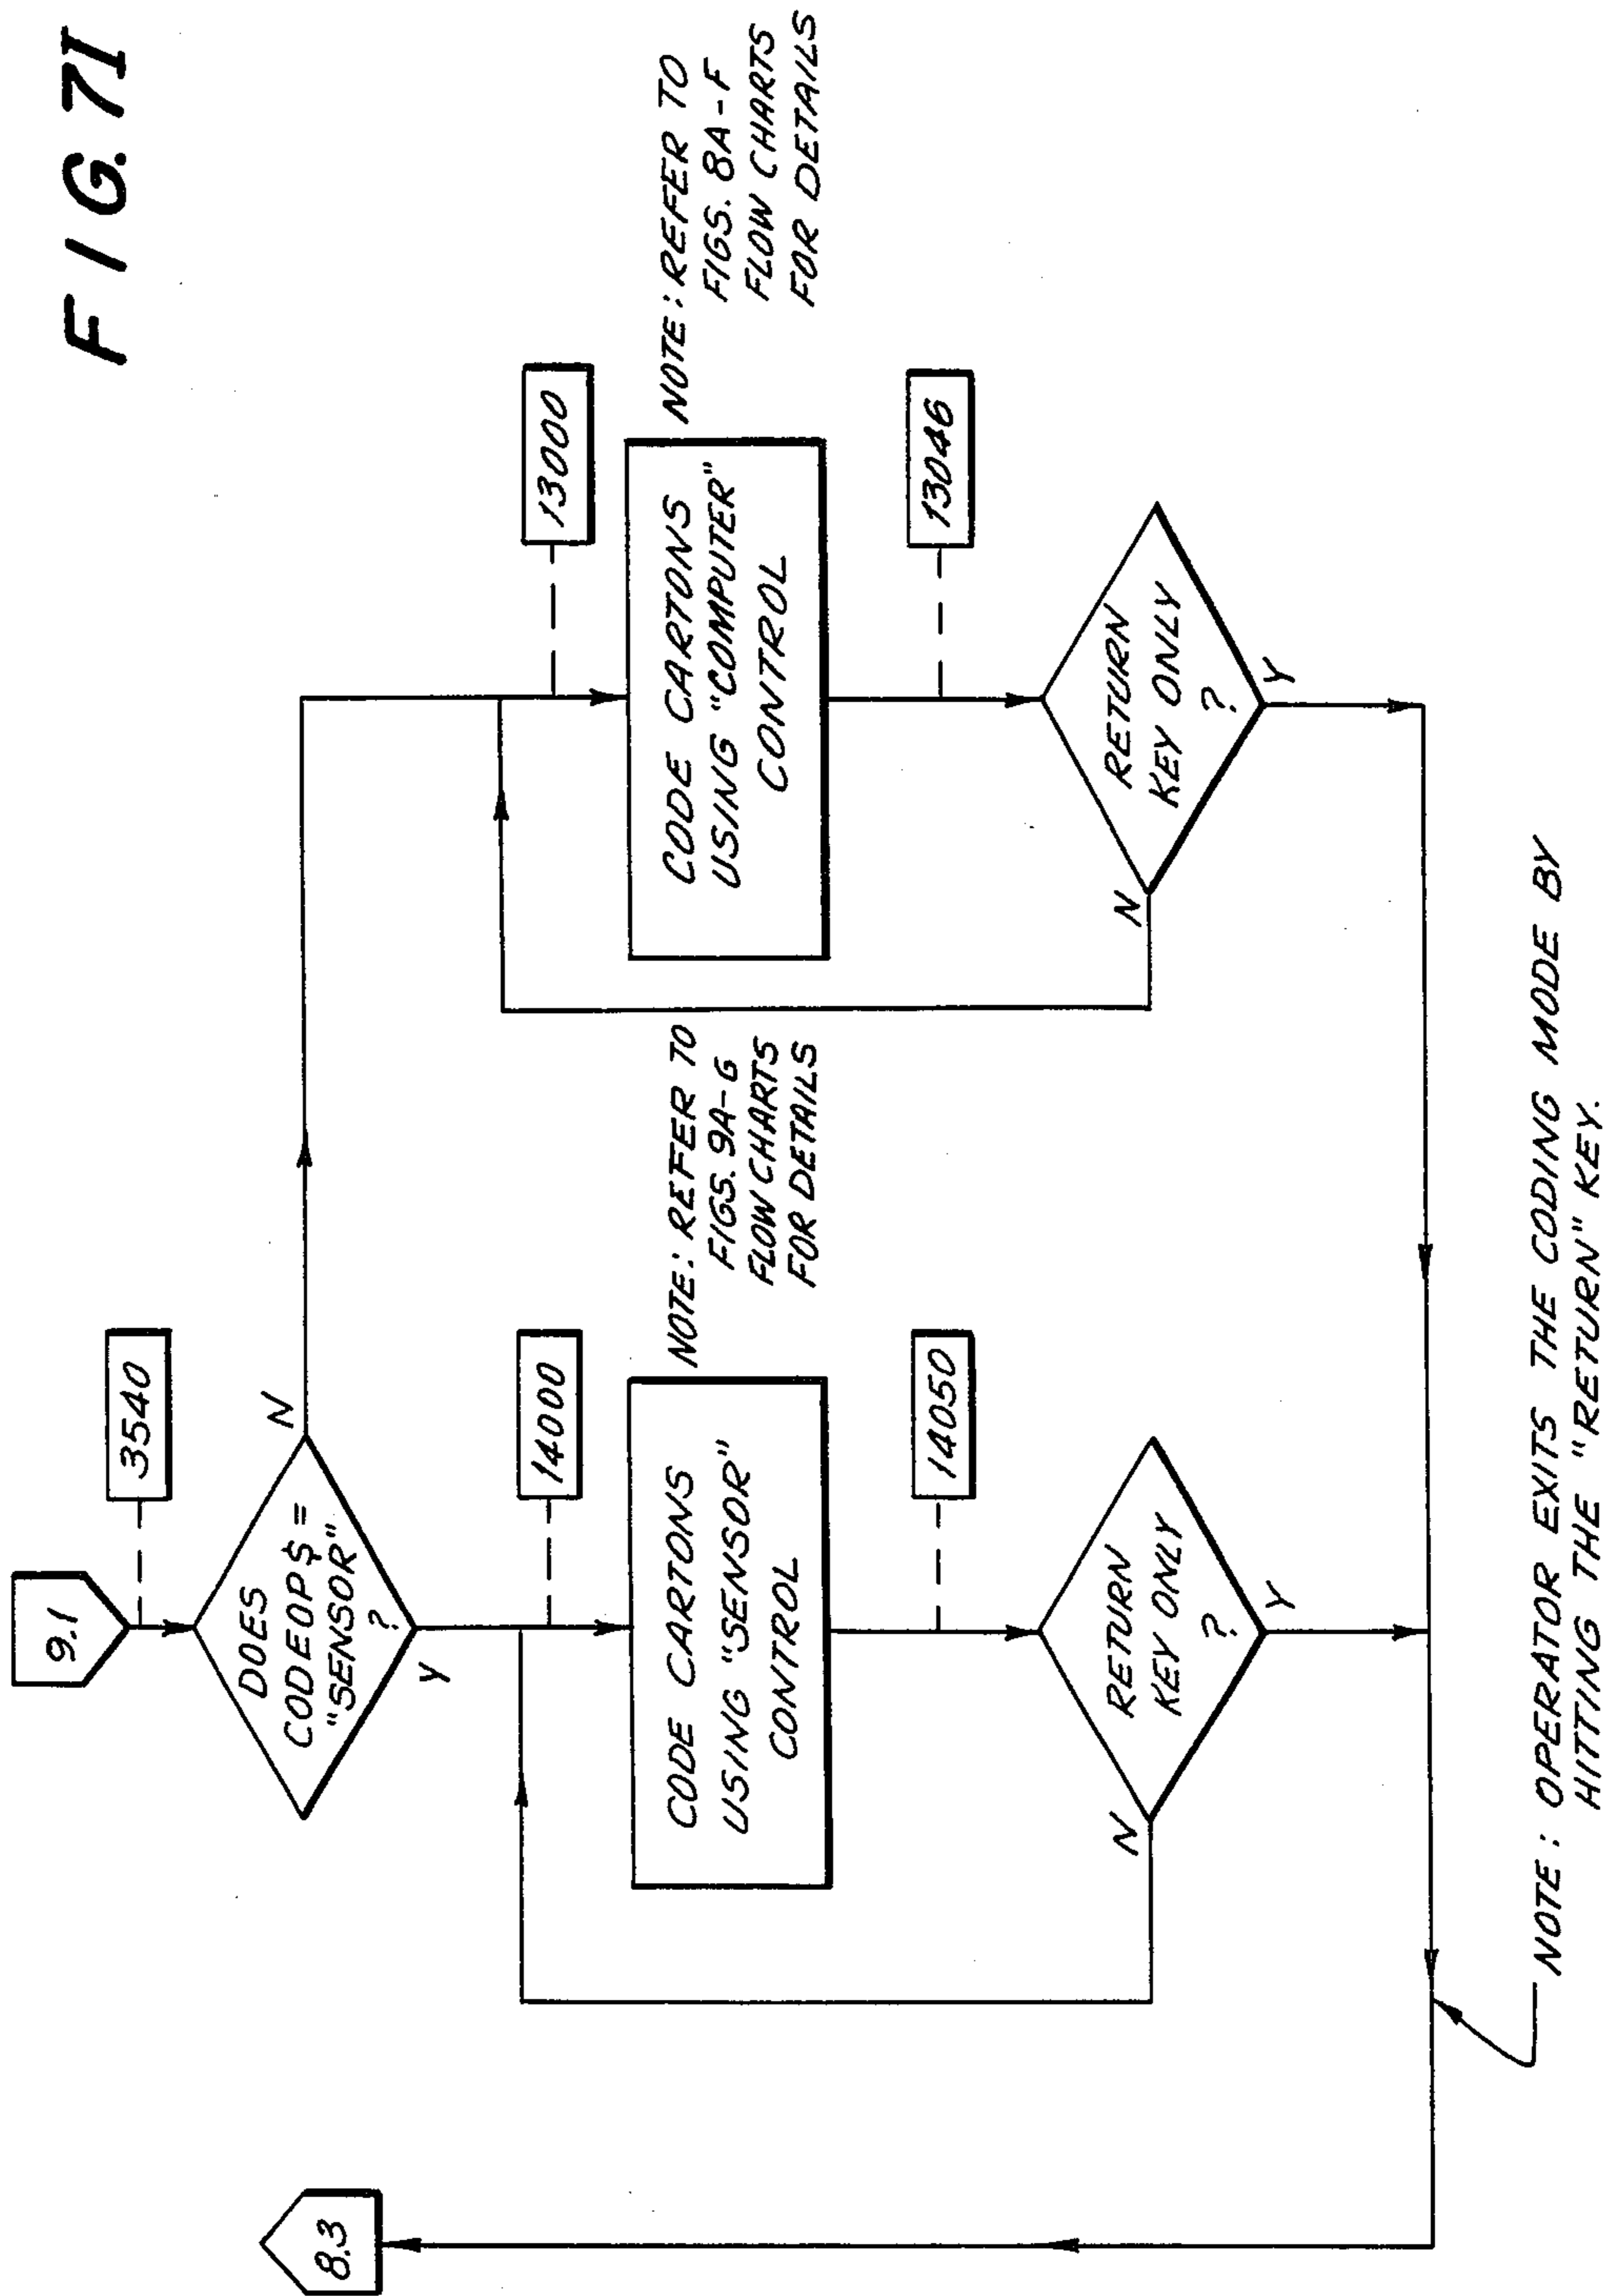 FIG. 7I
9.1
3540
DOES
CODEOP$ =
"SENSOR"
?
N
Y
14000
CODE CARTONS
USING "SENSOR"
CONTROL
NOTE: REFER TO
FIGS. 9A-G
FLOW CHARTS
FOR DETAILS
14050
RETURN
KEY ONLY
?
N
Y
13000
CODE CARTONS
USING "COMPUTER"
CONTROL
NOTE: REFER TO
FIGS. 8A-F
FLOW CHARTS
FOR DETAILS
13046
RETURN
KEY ONLY
?
N
Y
8.3
NOTE: OPERATOR EXITS THE CODING MODE BY
HITTING THE "RETURN" KEY.